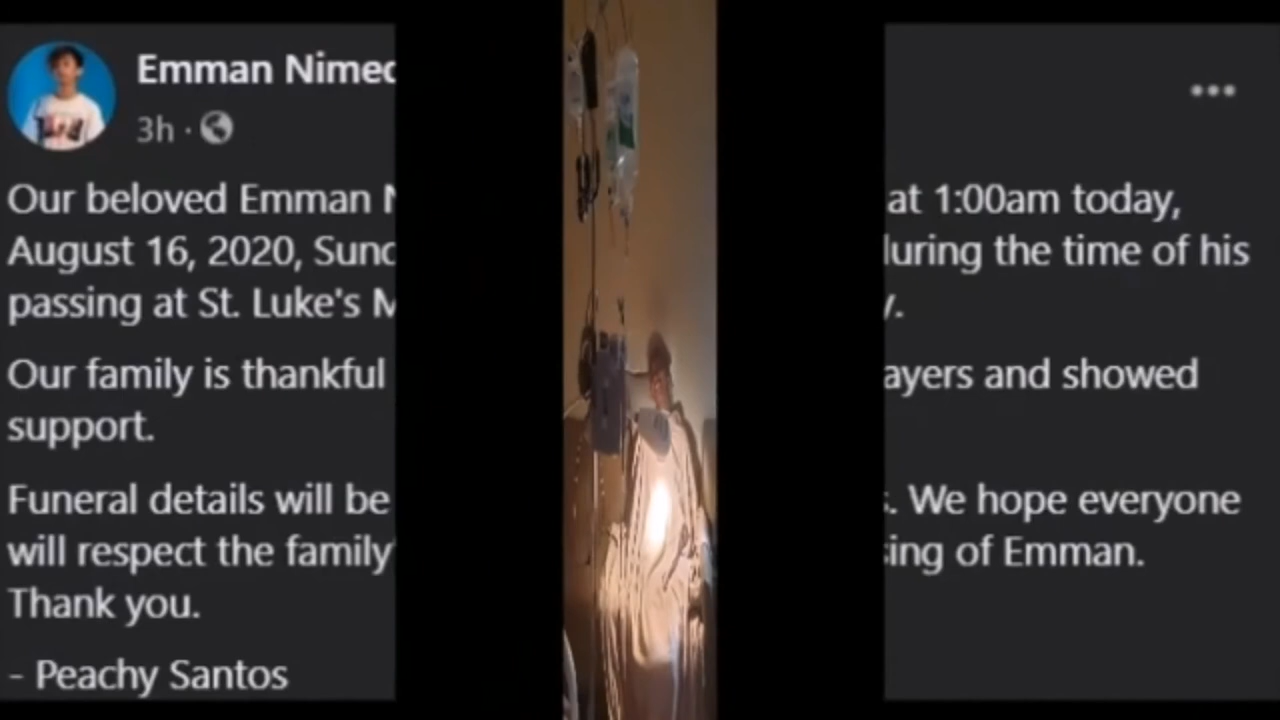 Emman Nimed
3h ·
Our beloved Emman N at 1:00am today,
August 16, 2020, Sund during the time of his
passing at St. Luke's M y.
Our family is thankful ayers and showed
support.
Funeral details will be s. We hope everyone
will respect the family' sing of Emman.
Thank you.
- Peachy Santos